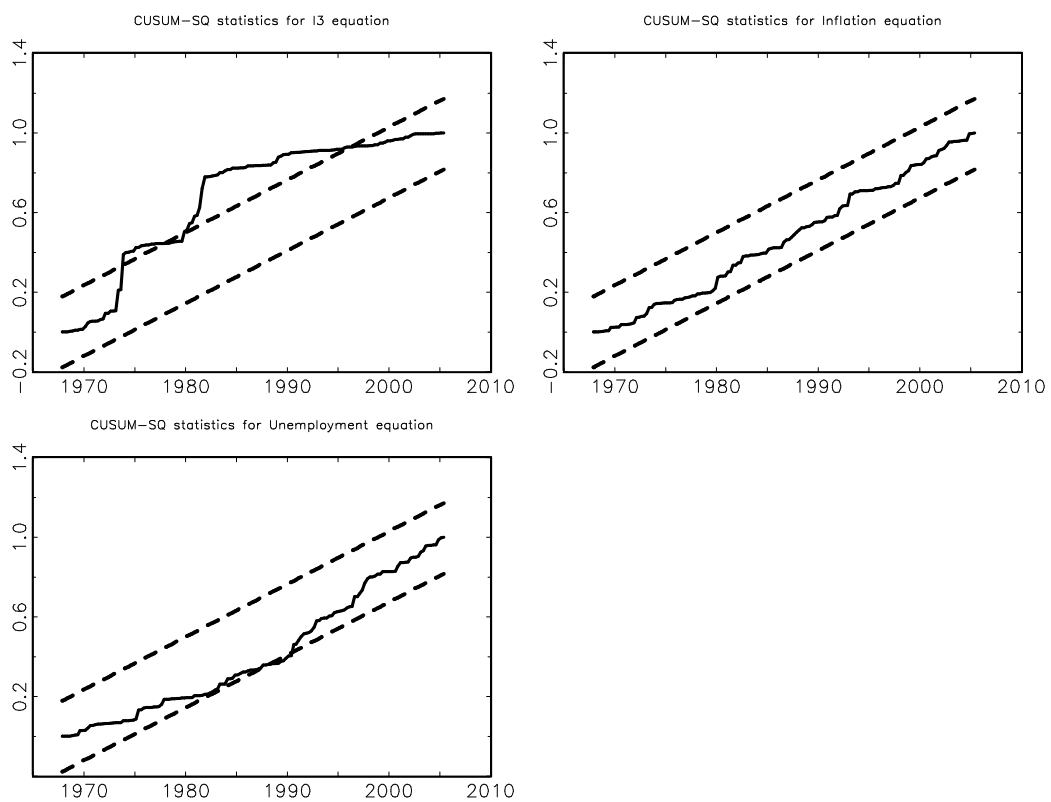 CUSUM-SQ statistics for I3 equation
1.4
1.0
0.6
0.2
-0.2
1970 1980 1990 2000 2010
CUSUM-SQ statistics for Inflation equation
1.4
1.0
0.6
0.2
-0.2
1970 1980 1990 2000 2010
CUSUM-SQ statistics for Unemployment equation
1.4
1.0
0.6
0.2
1970 1980 1990 2000 2010